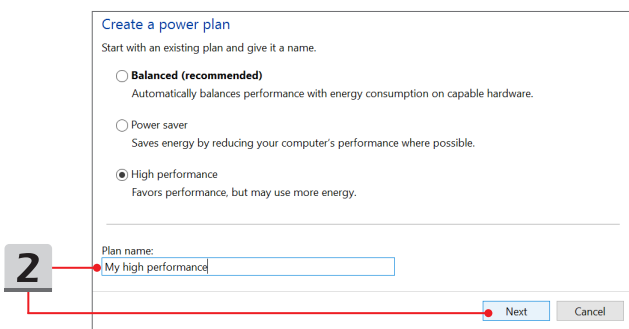 Create a power plan
Start with an existing plan and give it a name.
Balanced (recommended)
Automatically balances performance with energy consumption on capable hardware.
Power saver
Saves energy by reducing your computer's performance where possible.
High performance
Favors performance, but may use more energy.
Plan name:
2
My high performance
Next
Cancel